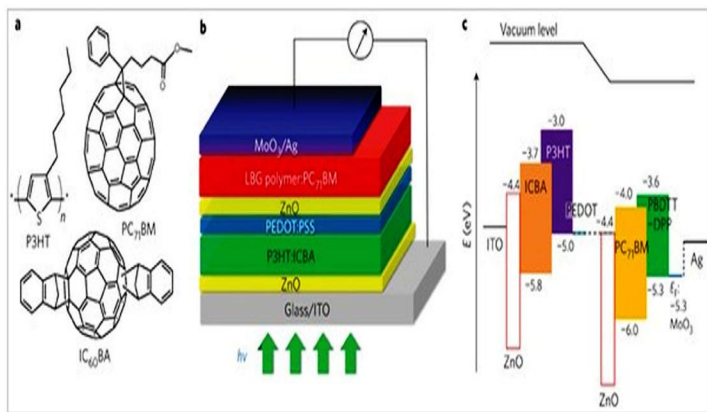 a
P3HT
n
S
O
O
PC₇₁BM
IC₆₀BA
b
MoO₃/Ag
LBG polymer:PC₇₁BM
ZnO
PEDOT:PSS
P3HT:ICBA
ZnO
Glass/ITO
hv
c
Vacuum level
E (eV)
−3.0
−3.7
P3HT
−3.6
−4.4
ICBA
−4.0
PBDTT
−DPP
PEDOT
−4.4
ITO
−5.0
PC₇₁BM
Ag
−5.8
−5.3
E_F:
−5.3
−6.0
MoO₃
ZnO
ZnO